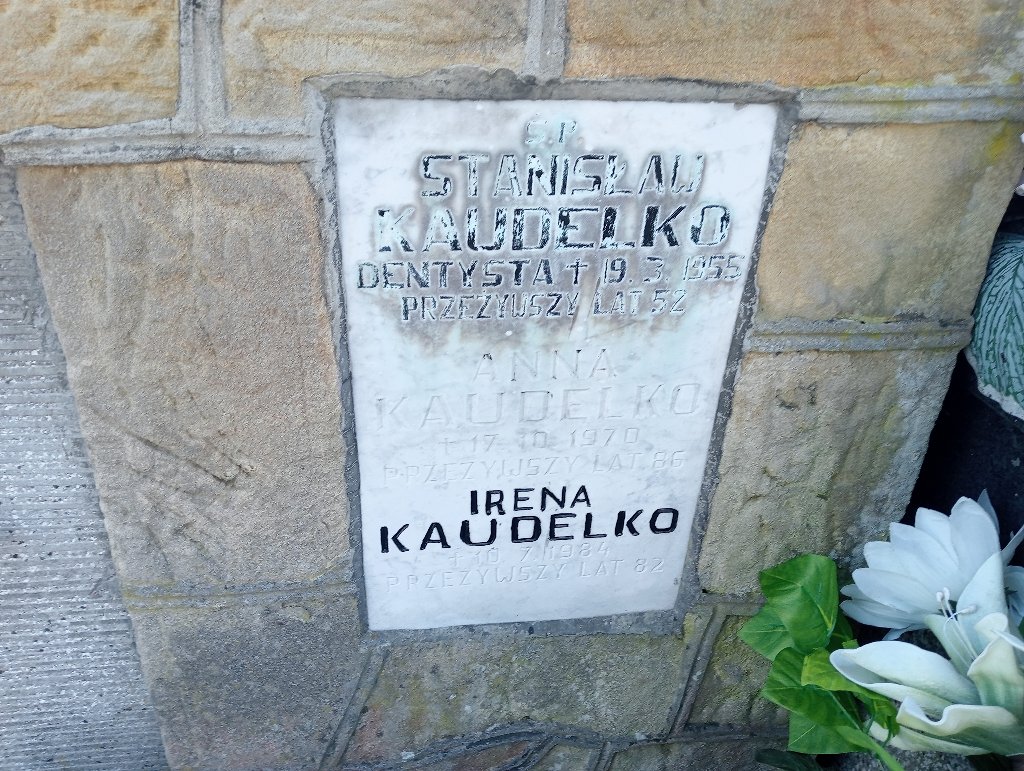 Ś.P.
STANISŁAW
KAUDELKO
DENTYSTA † 19.3.1955
PRZEŻYWSZY LAT 52
ANNA
KAUDELKO
† 17.10.1970
PRZEŻYWSZY LAT 86
IRENA
KAUDELKO
† 10.7.1984
PRZEŻYWSZY LAT 82